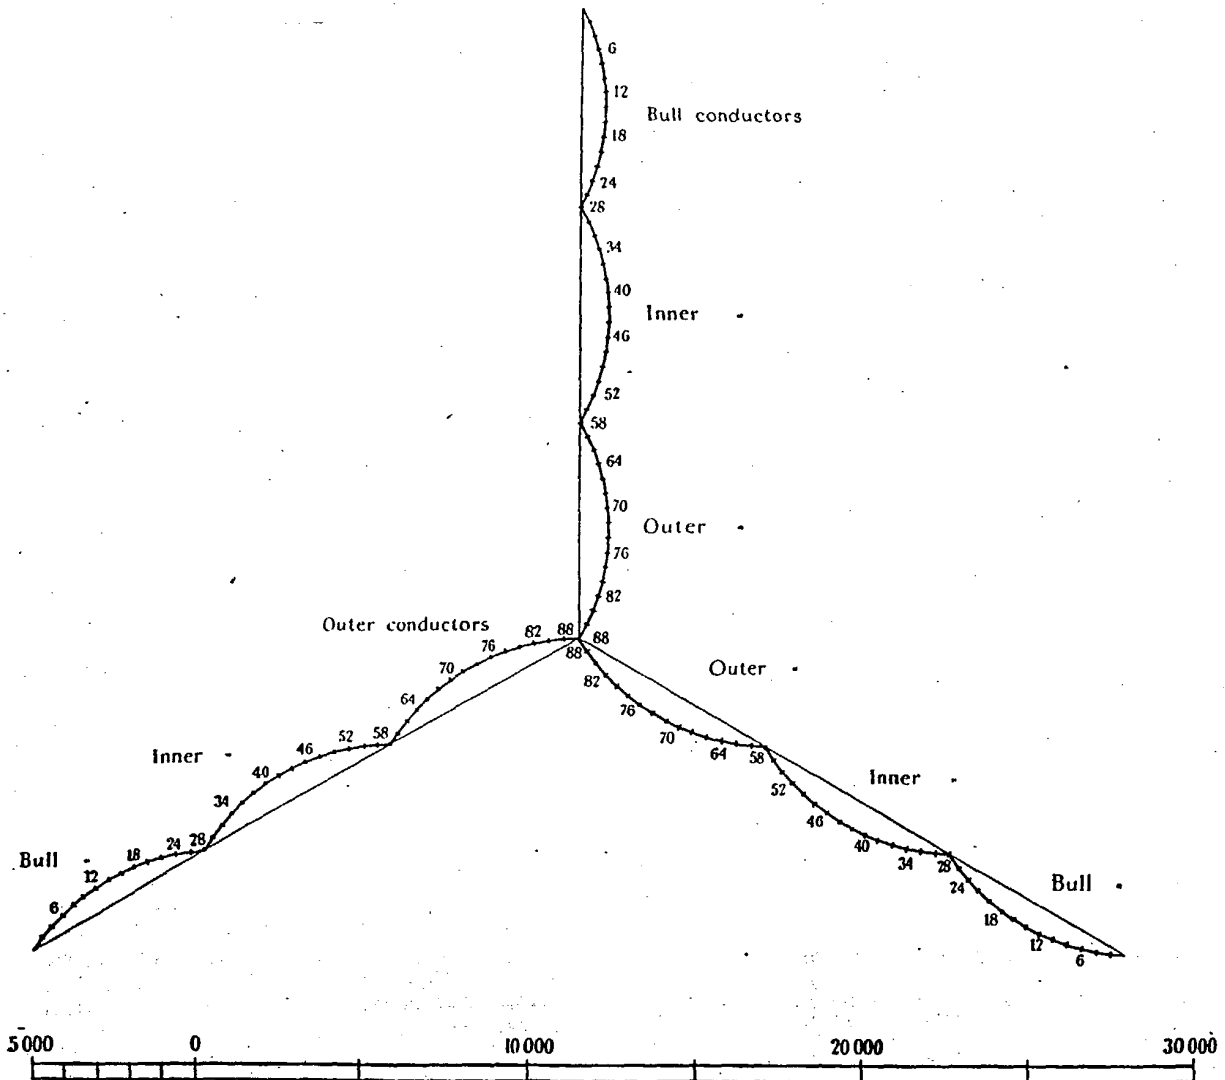 6
12
Bull conductors
18
24
28
34
40
Inner
46
52
58
64
70
Outer
76
82
Outer conductors 82 88 88
76 88
70 82 Outer
64 76
70
58 64 58
Inner 46 52 52 Inner
40 46
34 40
28 34 28
Bull 12 18 24 24 Bull
6 18
12
6
5000 0 10000 20000 30000